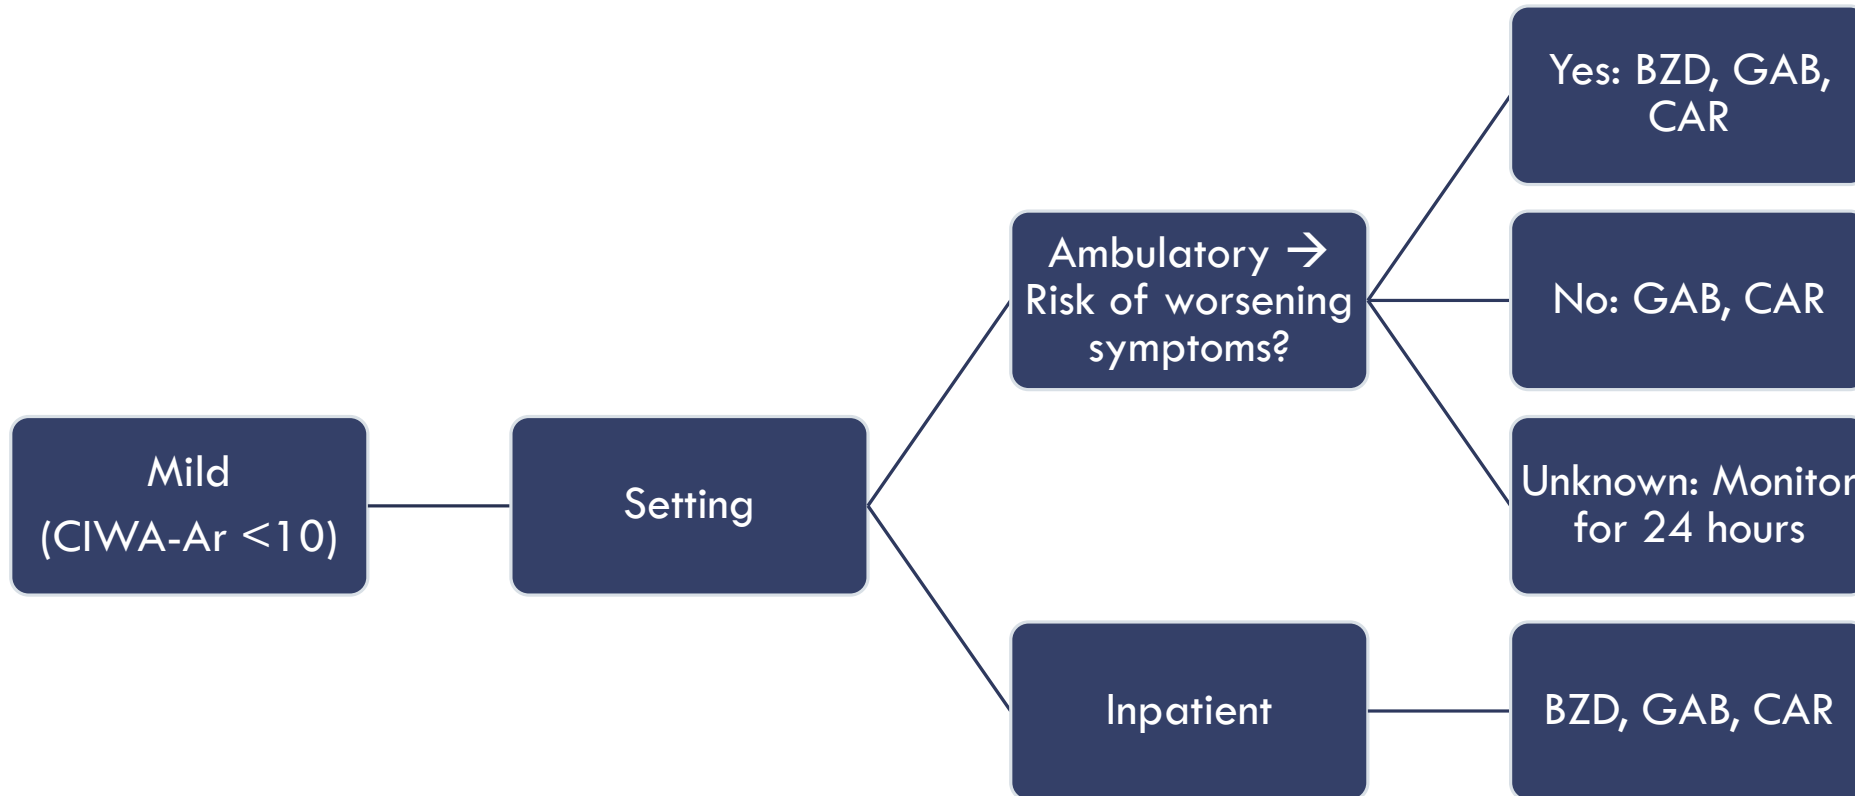 Mild
(CIWA-Ar <10)
Setting
Ambulatory →
Risk of worsening
symptoms?
Yes: BZD, GAB,
CAR
No: GAB, CAR
Unknown: Monitor
for 24 hours
Inpatient
BZD, GAB, CAR